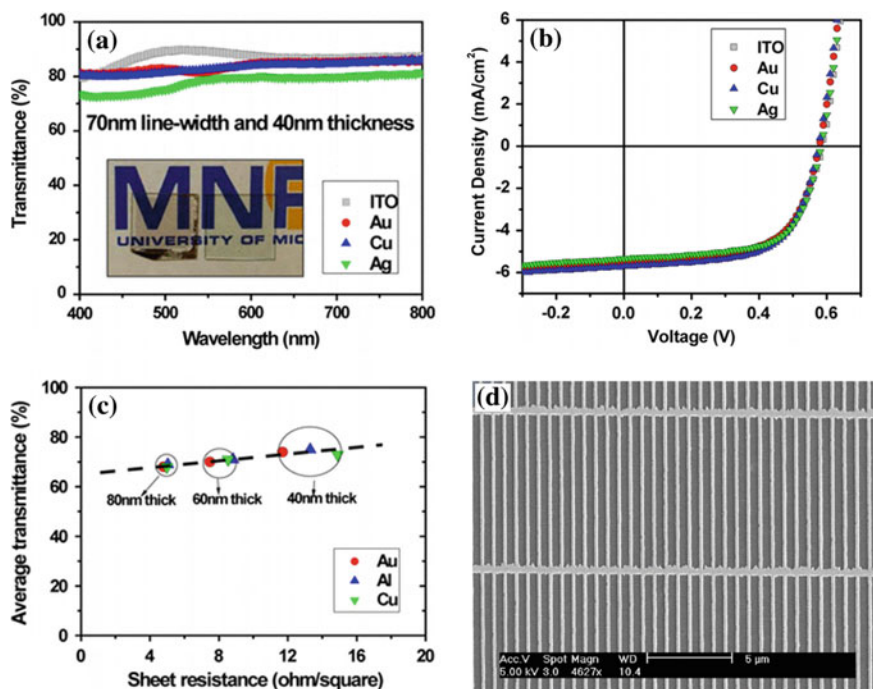 (a)
Transmittance (%)
100
80
60
40
20
0
70nm line-width and 40nm thickness
MNF
UNIVERSITY OF MIC
ITO
Au
Cu
Ag
400 500 600 700 800
Wavelength (nm)
(b)
Current Density (mA/cm²)
6
4
2
0
-2
-4
-6
ITO
Au
Cu
Ag
-0.2 0.0 0.2 0.4 0.6
Voltage (V)
(c)
Average transmittance (%)
100
80
60
40
20
0
80nm thick 60nm thick 40nm thick
Au
Al
Cu
0 4 8 12 16 20
Sheet resistance (ohm/square)
(d)
Acc.V Spot Magn WD 5 µm
5.00 kV 3.0 4627x 10.4